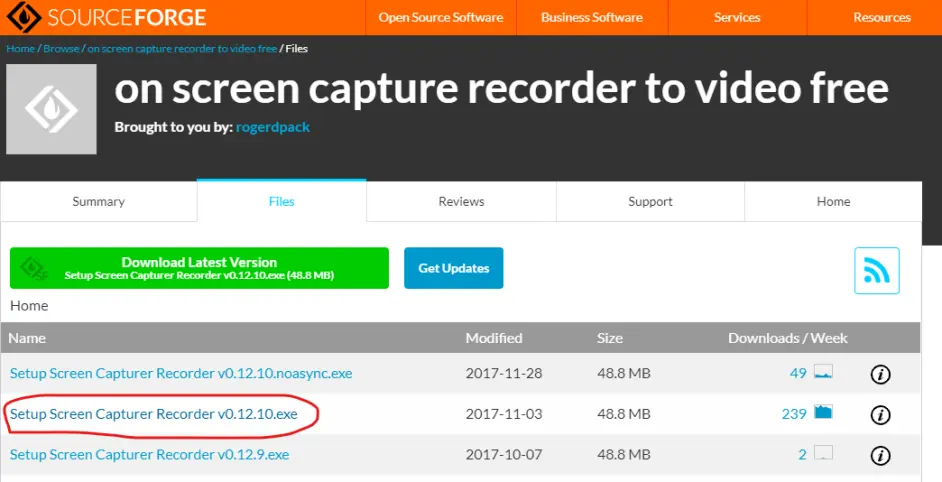 SOURCEFORGE
Open Source Software Business Software Services Resources
Home / Browse / on screen capture recorder to video free / Files
on screen capture recorder to video free
Brought to you by: rogerdpack
Summary Files Reviews Support Home
Download Latest Version
Setup Screen Capturer Recorder v0.12.10.exe (48.8 MB)
Get Updates
Home
Name Modified Size Downloads / Week
Setup Screen Capturer Recorder v0.12.10.noasync.exe 2017-11-28 48.8 MB 49 i
Setup Screen Capturer Recorder v0.12.10.exe 2017-11-03 48.8 MB 239 i
Setup Screen Capturer Recorder v0.12.9.exe 2017-10-07 48.8 MB 2 i